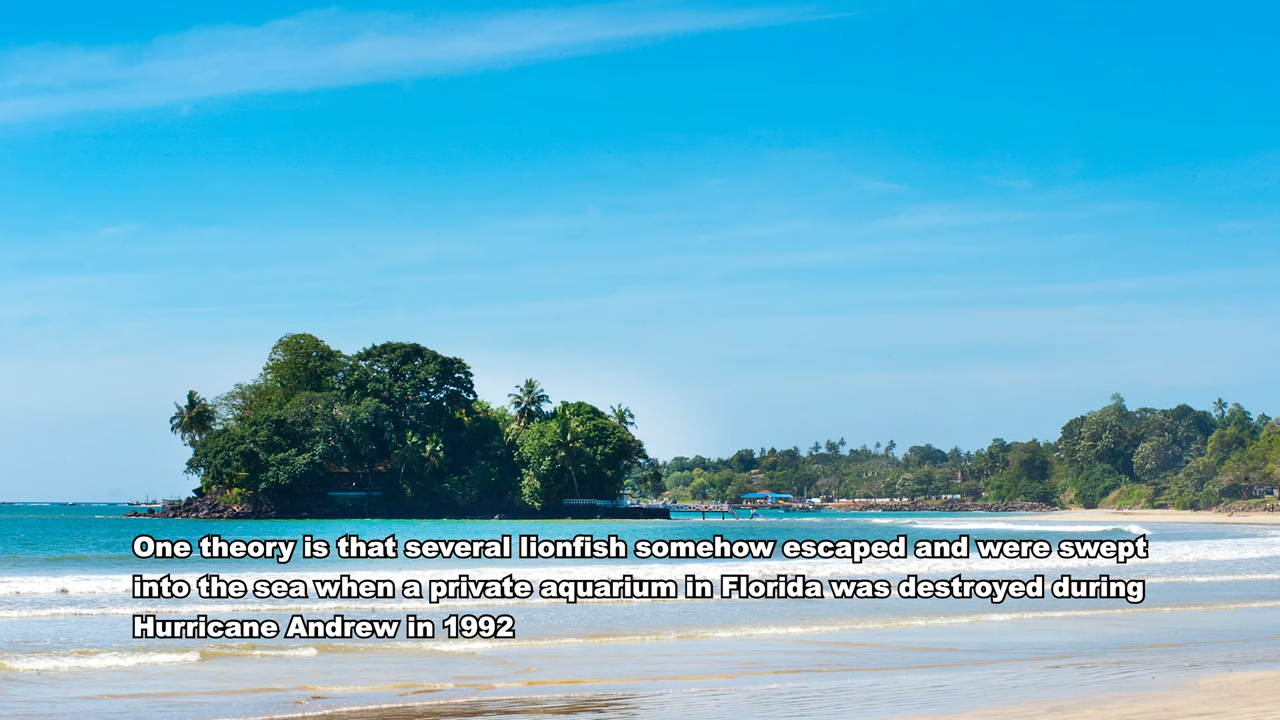 One theory is that several lionfish somehow escaped and were swept
into the sea when a private aquarium in Florida was destroyed during
Hurricane Andrew in 1992